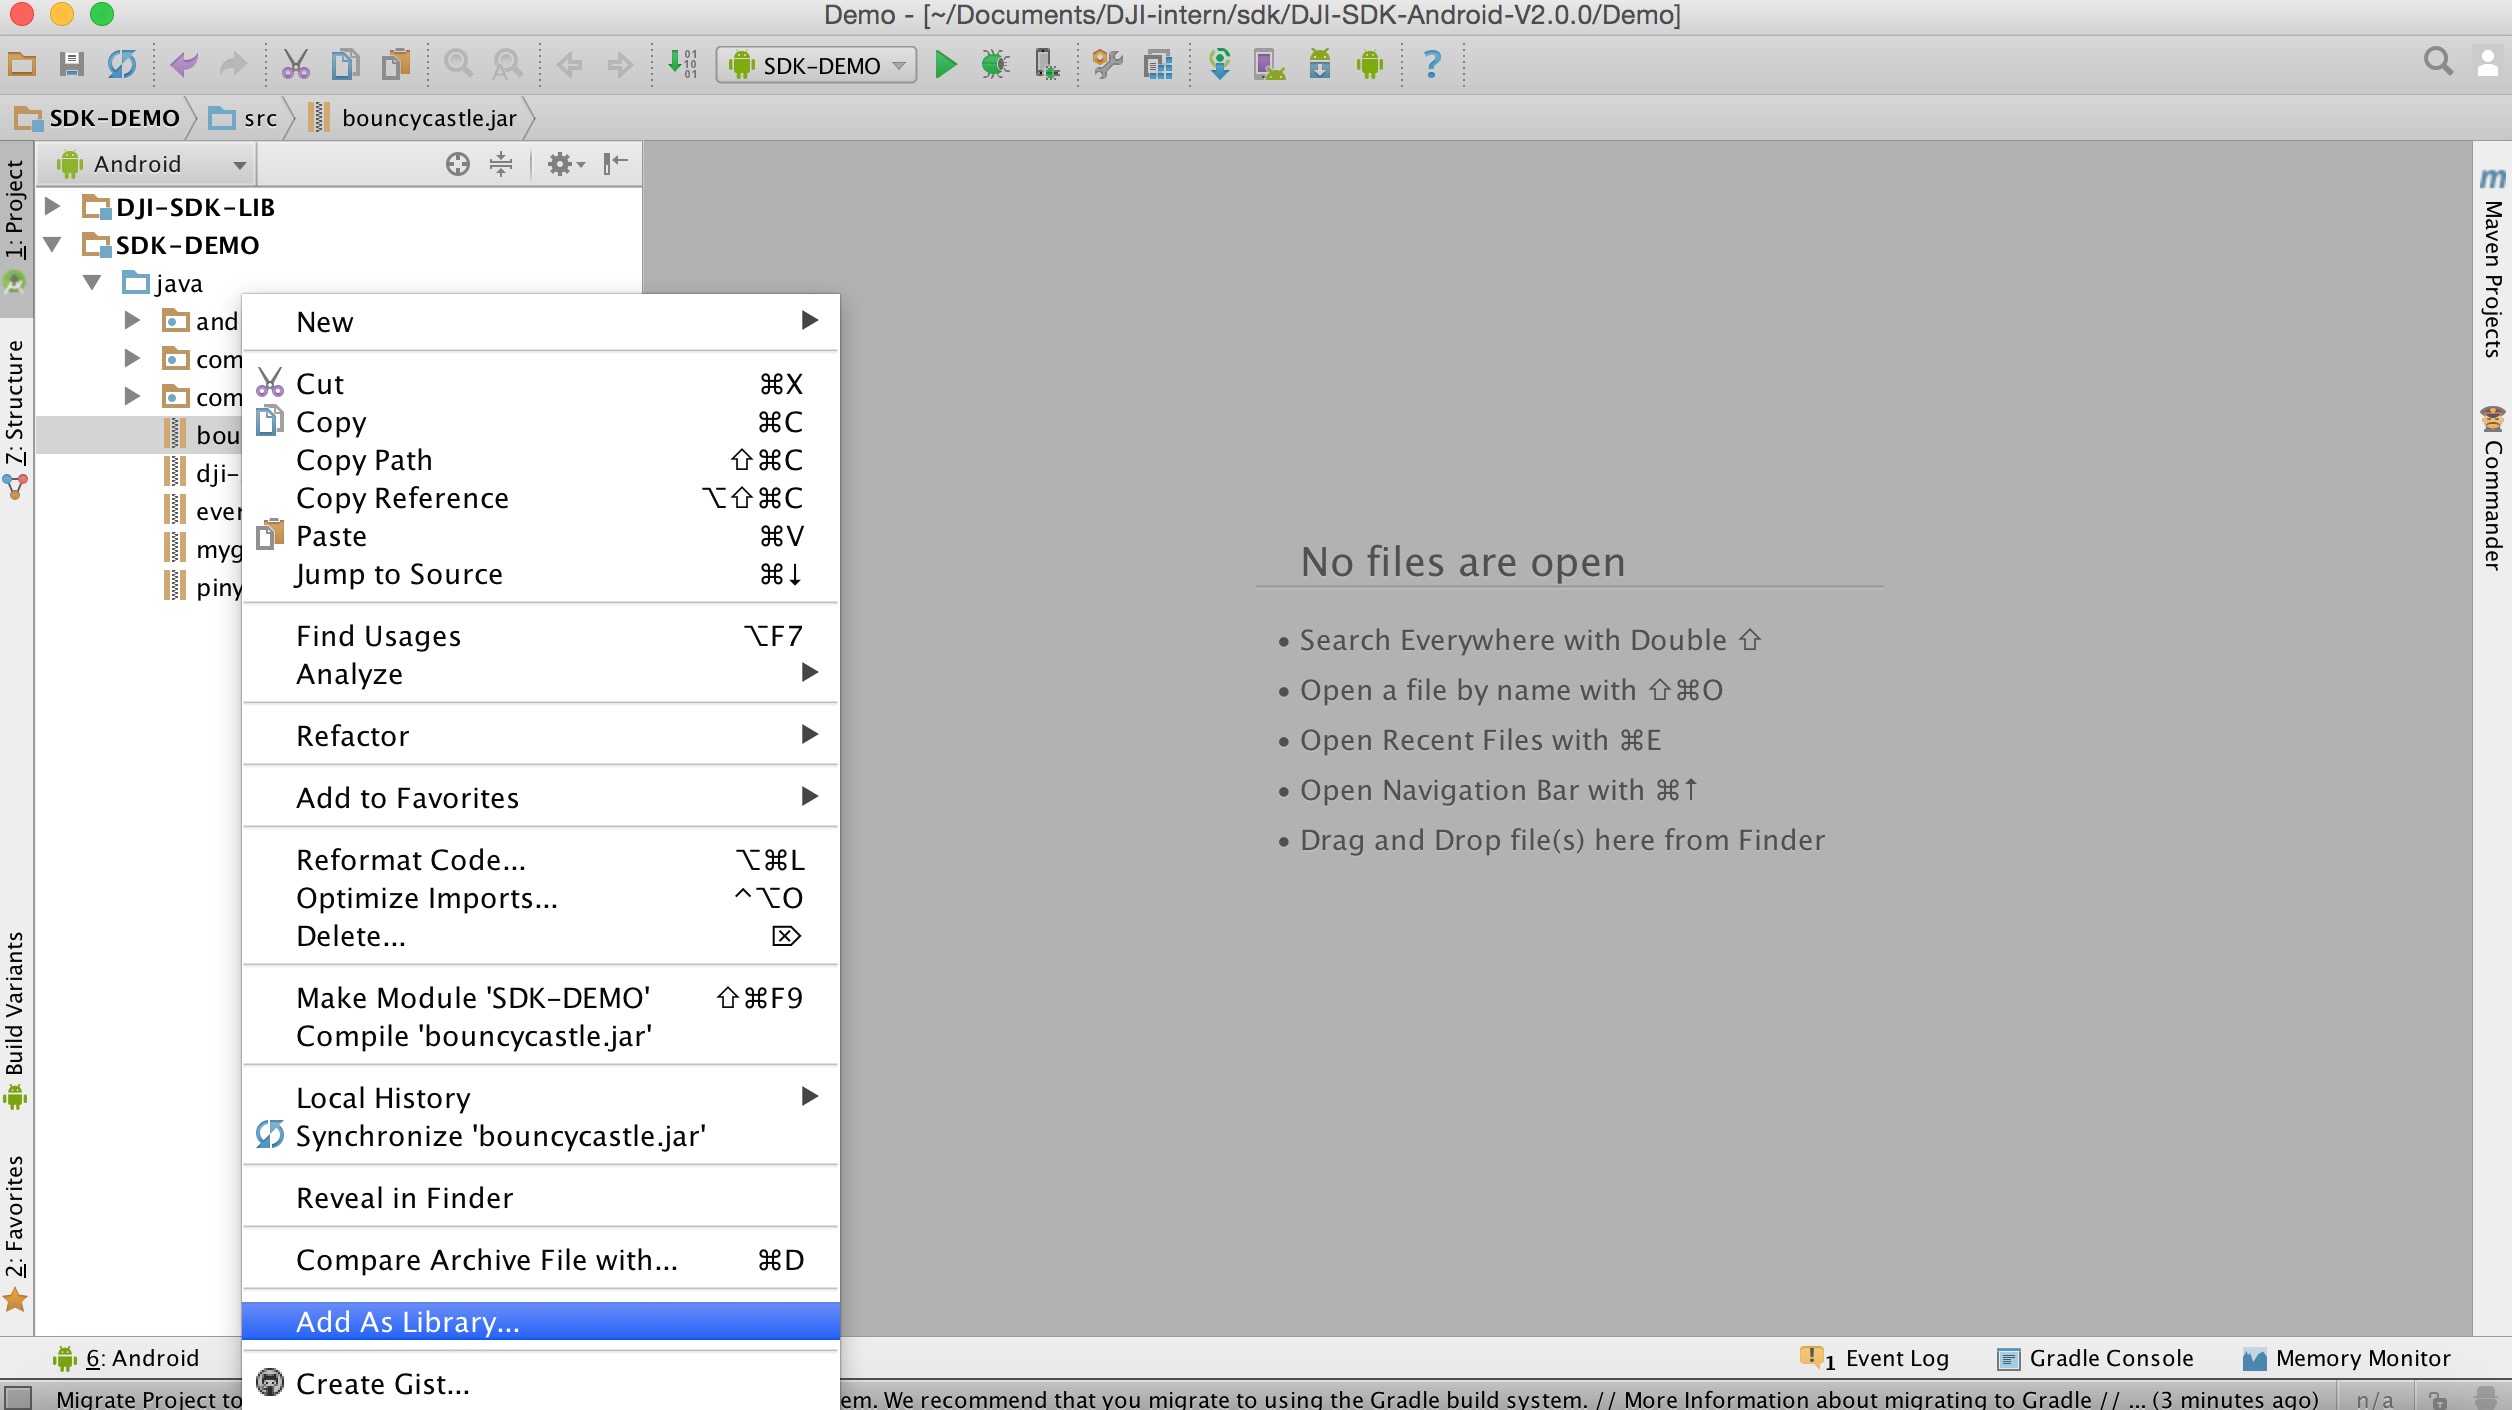 Demo - [~/Documents/DJI-intern/sdk/DJI-SDK-Android-V2.0.0/Demo]
SDK-DEMO
?
SDK-DEMO src bouncycastle.jar
Android
1: Project
7: Structure
Build Variants
2: Favorites
DJI-SDK-LIB
SDK-DEMO
java
and
com
com
bou
dji-
ever
myg
piny
New
Cut ⌘X
Copy ⌘C
Copy Path ⇧⌘C
Copy Reference ⌥⇧⌘C
Paste ⌘V
Jump to Source ⌘↓
Find Usages ⌥F7
Analyze
Refactor
Add to Favorites
Reformat Code... ⌥⌘L
Optimize Imports... ^⌥O
Delete... ⌦
Make Module 'SDK-DEMO' ⇧⌘F9
Compile 'bouncycastle.jar'
Local History
Synchronize 'bouncycastle.jar'
Reveal in Finder
Compare Archive File with... ⌘D
Add As Library...
Create Gist...
No files are open
• Search Everywhere with Double ⇧
• Open a file by name with ⇧⌘O
• Open Recent Files with ⌘E
• Open Navigation Bar with ⌘↑
• Drag and Drop file(s) here from Finder
m
Maven Projects
Commander
6: Android
1 Event Log
Gradle Console
Memory Monitor
Migrate Project to
em. We recommend that you migrate to using the Gradle build system. // More Information about migrating to Gradle // ... (3 minutes ago)
n/a